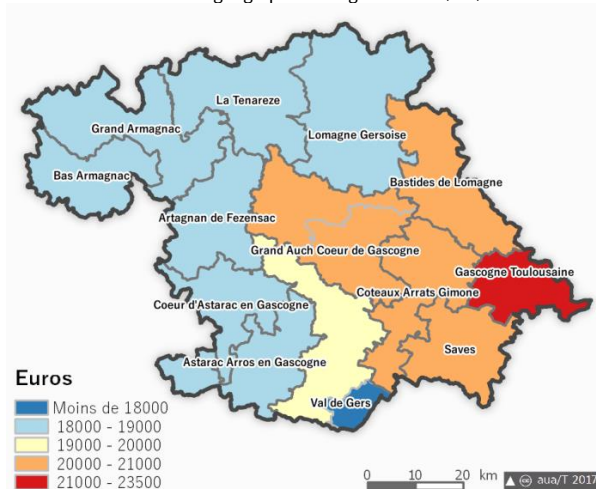 La Tenareze
Grand Armagnac
Lomagne Gersoise
Bas Armagnac
Bastides de Lomagne
Artagnan de Fezensac
Grand Auch Coeur de Gascogne
Gascogne Toulousaine
Coteaux Arrats Gimone
Coeur d'Astarac en Gascogne
Saves
Astarac Arros en Gascogne
Val de Gers
Euros
Moins de 18000
18000 - 19000
19000 - 20000
20000 - 21000
21000 - 23500
0 10 20 km
aua/T 2017